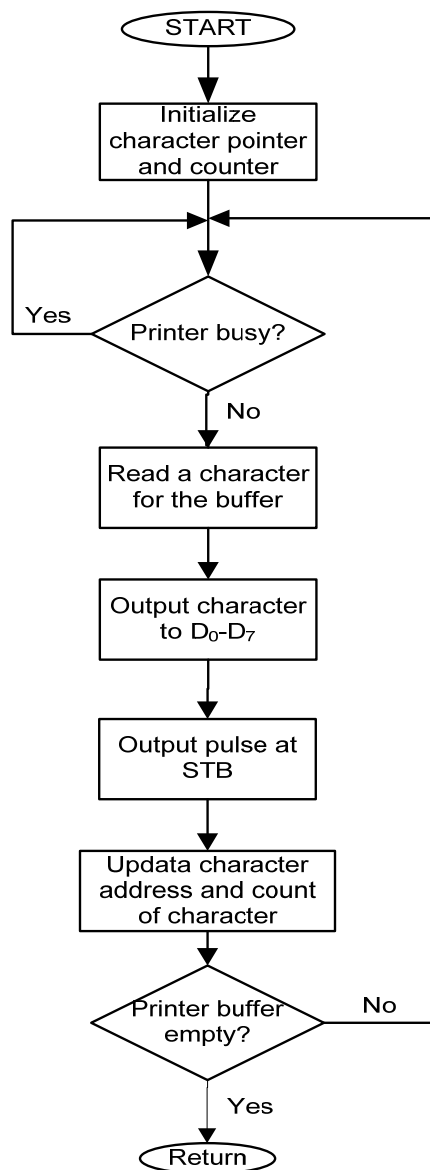 START
Initialize
character pointer
and counter
Yes
Printer busy?
No
Read a character
for the buffer
Output character
to D₀-D₇
Output pulse at
STB
Updata character
address and count
of character
Printer buffer
empty?
No
Yes
Return